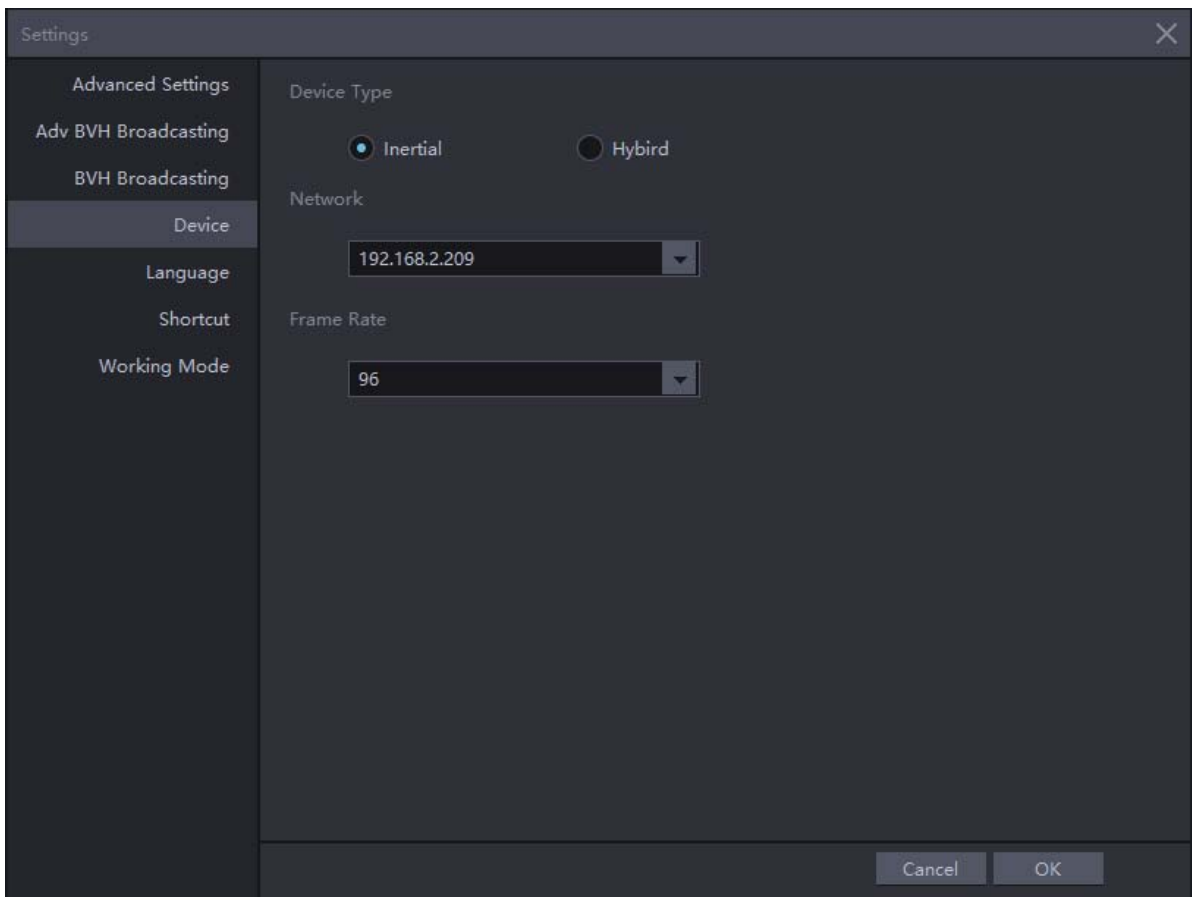 Settings
Advanced Settings
Adv BVH Broadcasting
BVH Broadcasting
Device
Language
Shortcut
Working Mode
Device Type
Inertial Hybird
Network
192.168.2.209
Frame Rate
96
Cancel OK